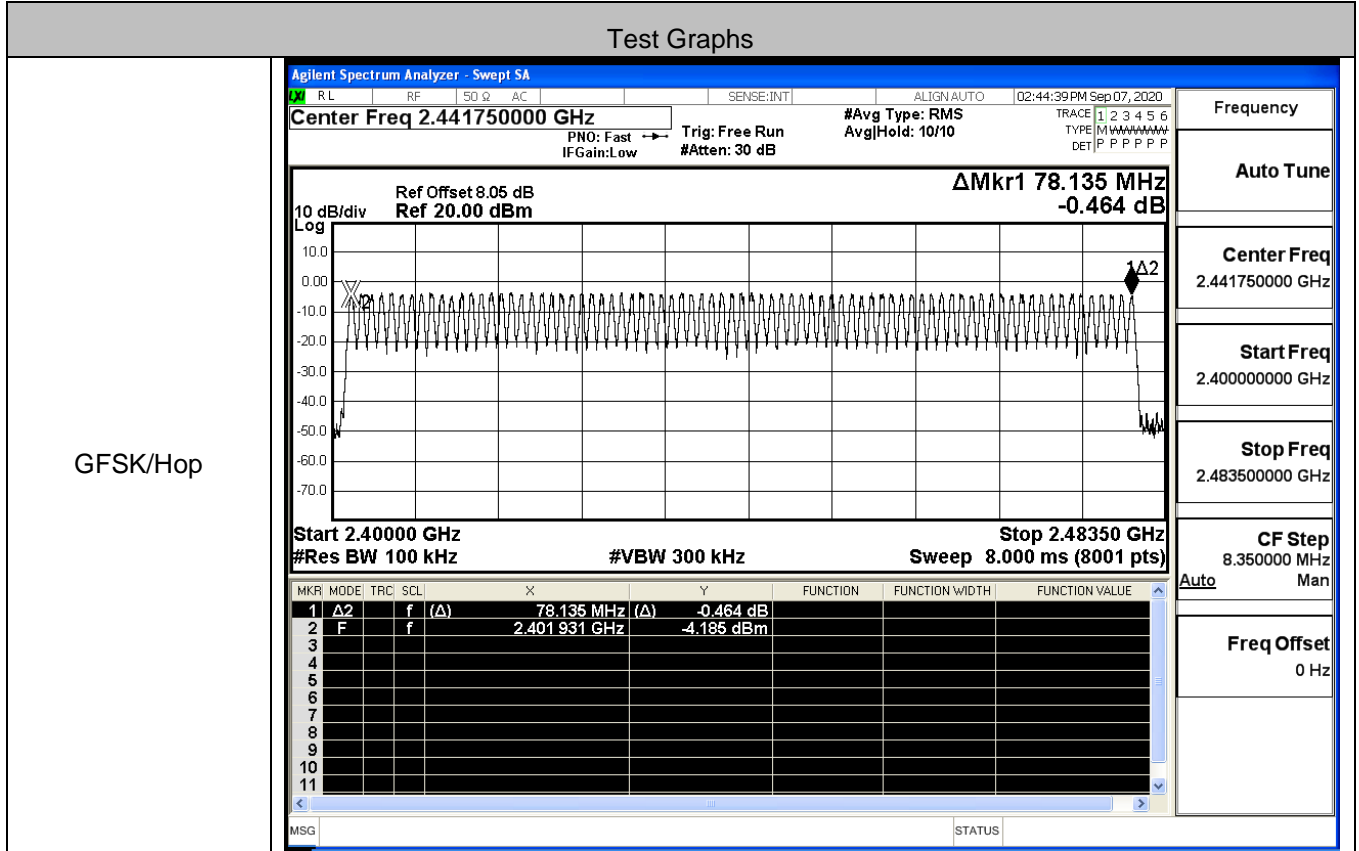 Test Graphs
GFSK/Hop
Agilent Spectrum Analyzer - Swept SA
LXI RL RF 50 Ω AC SENSE:INT ALIGN AUTO 02:44:39 PM Sep 07, 2020
Center Freq 2.441750000 GHz
PNO: Fast
IFGain:Low
Trig: Free Run
#Atten: 30 dB
#Avg Type: RMS
Avg|Hold: 10/10
TRACE 1 2 3 4 5 6
TYPE M
DET P P P P P P
Ref Offset 8.05 dB
10 dB/div Ref 20.00 dBm
Log
ΔMkr1 78.135 MHz
-0.464 dB
10.0
0.00
-10.0
-20.0
-30.0
-40.0
-50.0
-60.0
-70.0
2
1Δ2
Start 2.40000 GHz Stop 2.48350 GHz
#Res BW 100 kHz #VBW 300 kHz Sweep 8.000 ms (8001 pts)
MKR MODE TRC SCL X Y FUNCTION FUNCTION WIDTH FUNCTION VALUE
1 Δ2 f (Δ) 78.135 MHz (Δ) -0.464 dB
2 F f 2.401 931 GHz -4.185 dBm
3
4
5
6
7
8
9
10
11
MSG STATUS
Frequency
Auto Tune
Center Freq
2.441750000 GHz
Start Freq
2.400000000 GHz
Stop Freq
2.483500000 GHz
CF Step
8.350000 MHz
Auto Man
Freq Offset
0 Hz